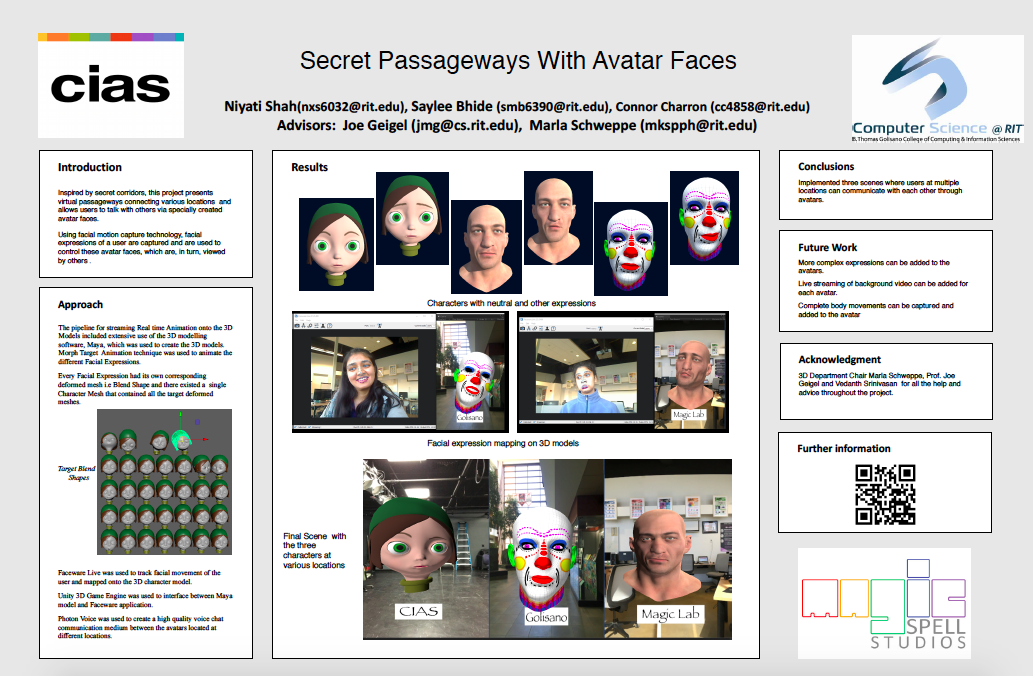 cias
Secret Passageways With Avatar Faces
Niyati Shah(nxs6032@rit.edu), Saylee Bhide (smb6390@rit.edu), Connor Charron (cc4858@rit.edu)
Advisors: Joe Geigel (jmg@cs.rit.edu), Marla Schweppe (mkspph@rit.edu)
Computer Science @ RIT
B. Thomas Golisano College of Computing & Information Sciences
Introduction
Inspired by secret corridors, this project presents
virtual passageways connecting various locations and
allows users to talk with others via specially created
avatar faces.
Using facial motion capture technology, facial
expressions of a user are captured and are used to
control these avatar faces, which are, in turn, viewed
by others .
Approach
The pipeline for streaming Real time Animation onto the 3D
Models included extensive use of the 3D modelling
software, Maya, which was used to create the 3D models.
Morph Target Animation technique was used to animate the
different Facial Expressions.
Every Facial Expression had its own corresponding
deformed mesh i.e Blend Shape and there existed a single
Character Mesh that contained all the target deformed
meshes.
Target Blend
Shapes
Faceware Live was used to track facial movement of the
user and mapped onto the 3D character model.
Unity 3D Game Engine was used to interface between Maya
model and Faceware application.
Photon Voice was used to create a high quality voice chat
communication medium between the avatars located at
different locations.
Results
Characters with neutral and other expressions
Golisano
Magic Lab
Facial expression mapping on 3D models
Final Scene with
the three
characters at
various locations
CIAS
Golisano
Magic Lab
Conclusions
Implemented three scenes where users at multiple
locations can communicate with each other through
avatars.
Future Work
More complex expressions can be added to the
avatars.
Live streaming of background video can be added for
each avatar.
Complete body movements can be captured and
added to the avatar
Acknowledgment
3D Department Chair Marla Schweppe, Prof. Joe
Geigel and Vedanth Srinivasan for all the help and
advice throughout the project.
Further information
magic
SPELL
STUDIOS